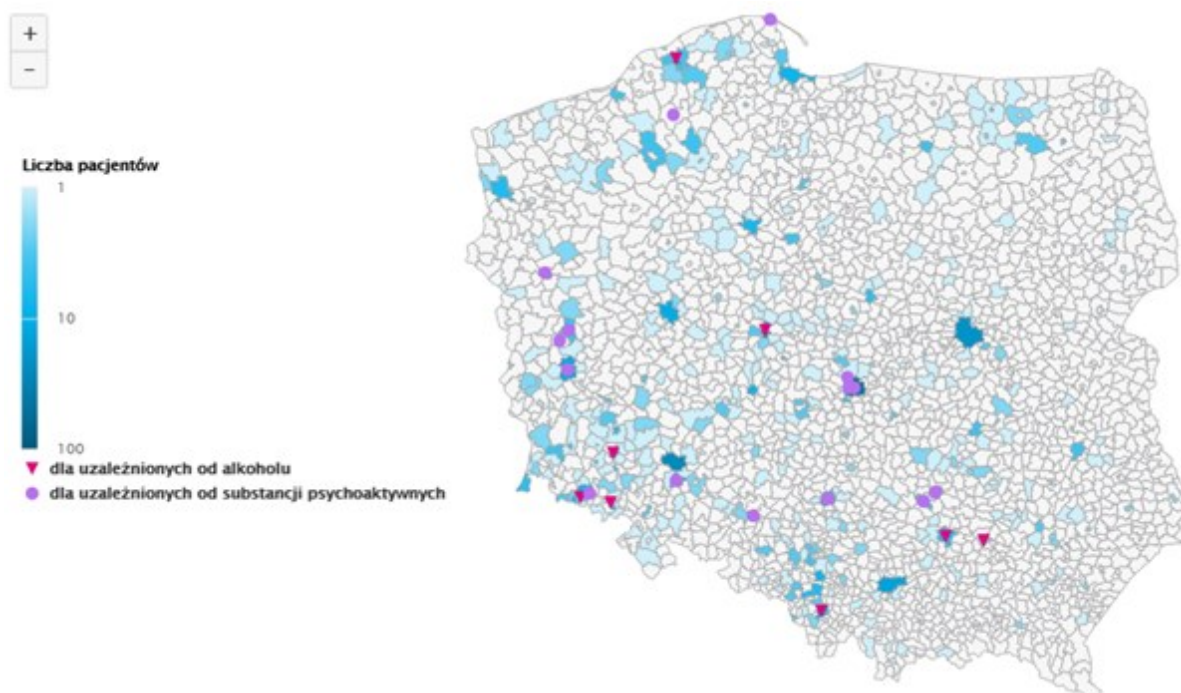 +
−
Liczba pacjentów
1
10
100
dla uzależnionych od alkoholu
dla uzależnionych od substancji psychoaktywnych